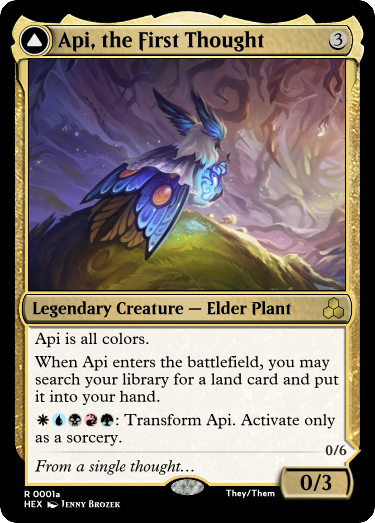 Api, the First Thought 3
Legendary Creature — Elder Plant
Api is all colors.
When Api enters the battlefield, you may
search your library for a land card and put
it into your hand.
: Transform Api. Activate only
as a sorcery.
0/6
From a single thought…
0/3
R 0001a
They/Them
HEX Jenny Brozek